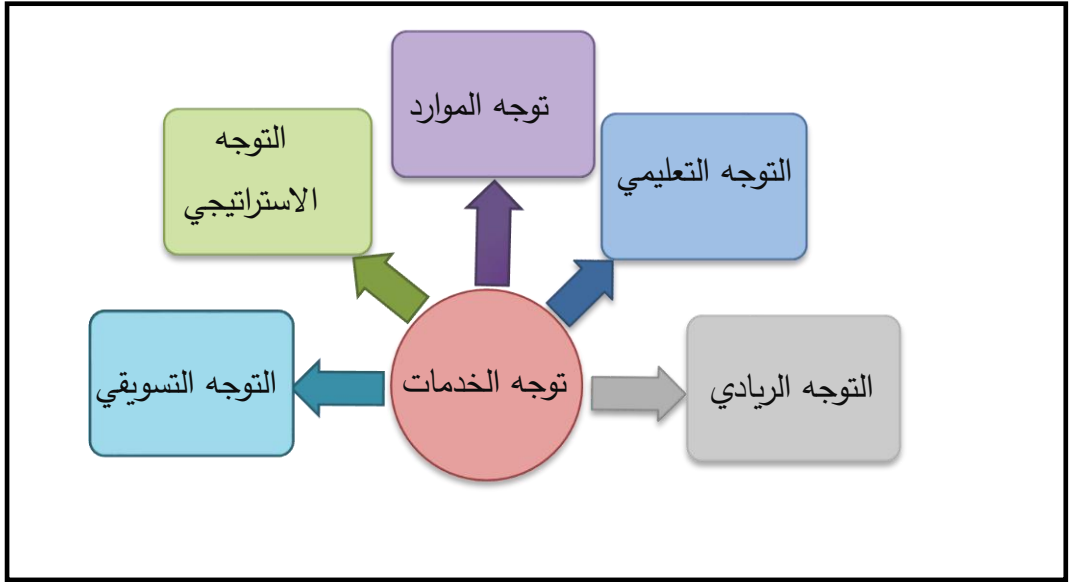 توجه الموارد
التوجه
الاستراتيجي
التوجه التعليمي
التوجه التسويقي
توجه الخدمات
التوجه الريادي